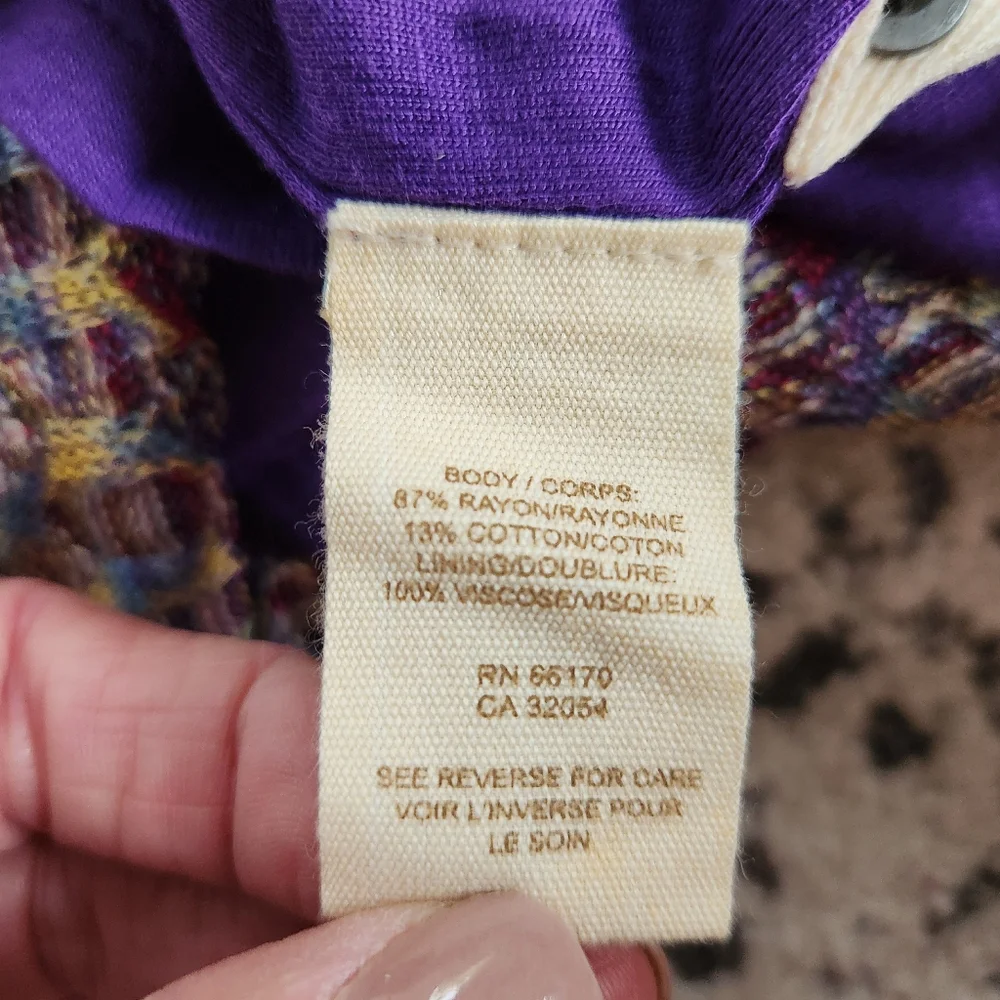 BODY / CORPS:
87% RAYON/RAYONNE
13% COTTON/COTON
LINING/DOUBLURE:
100% VISCOSE/VISQUEUX
RN 66170
CA 32054
SEE REVERSE FOR CARE
VOIR L'INVERSE POUR
LE SOIN